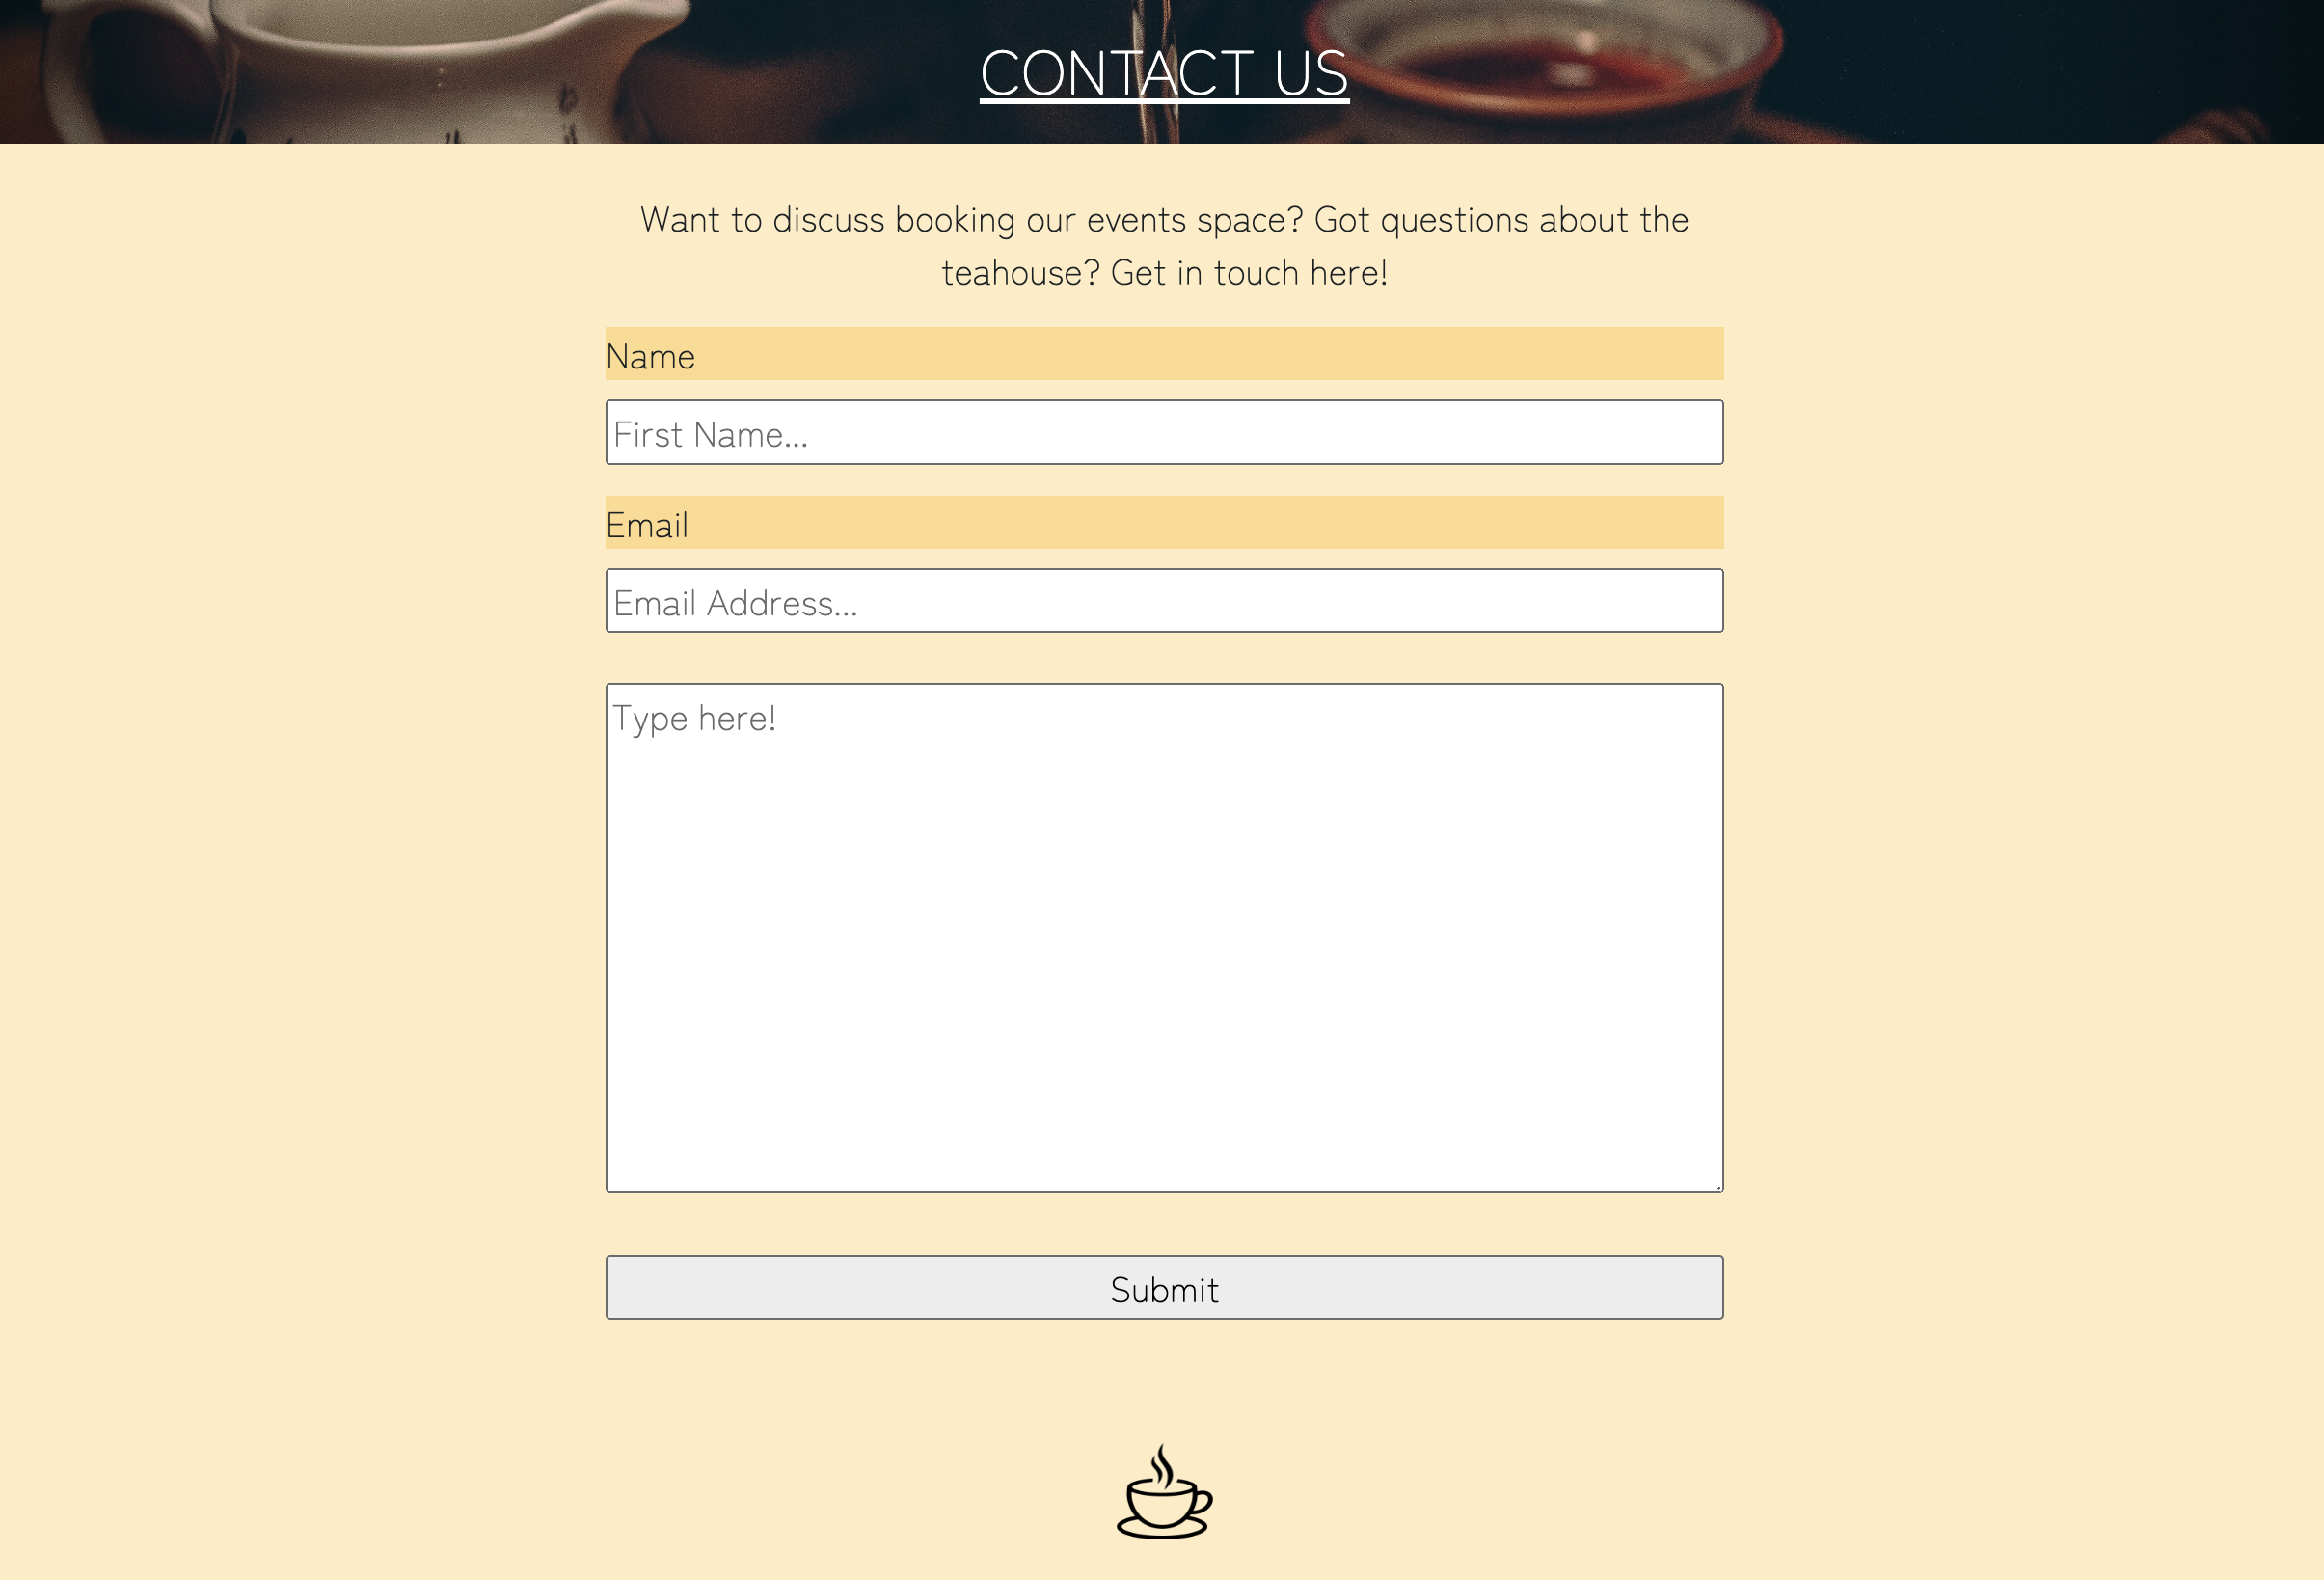 CONTACT US
Want to discuss booking our events space? Got questions about the
teahouse? Get in touch here!
Name
First Name...
Email
Email Address...
Type here!
Submit